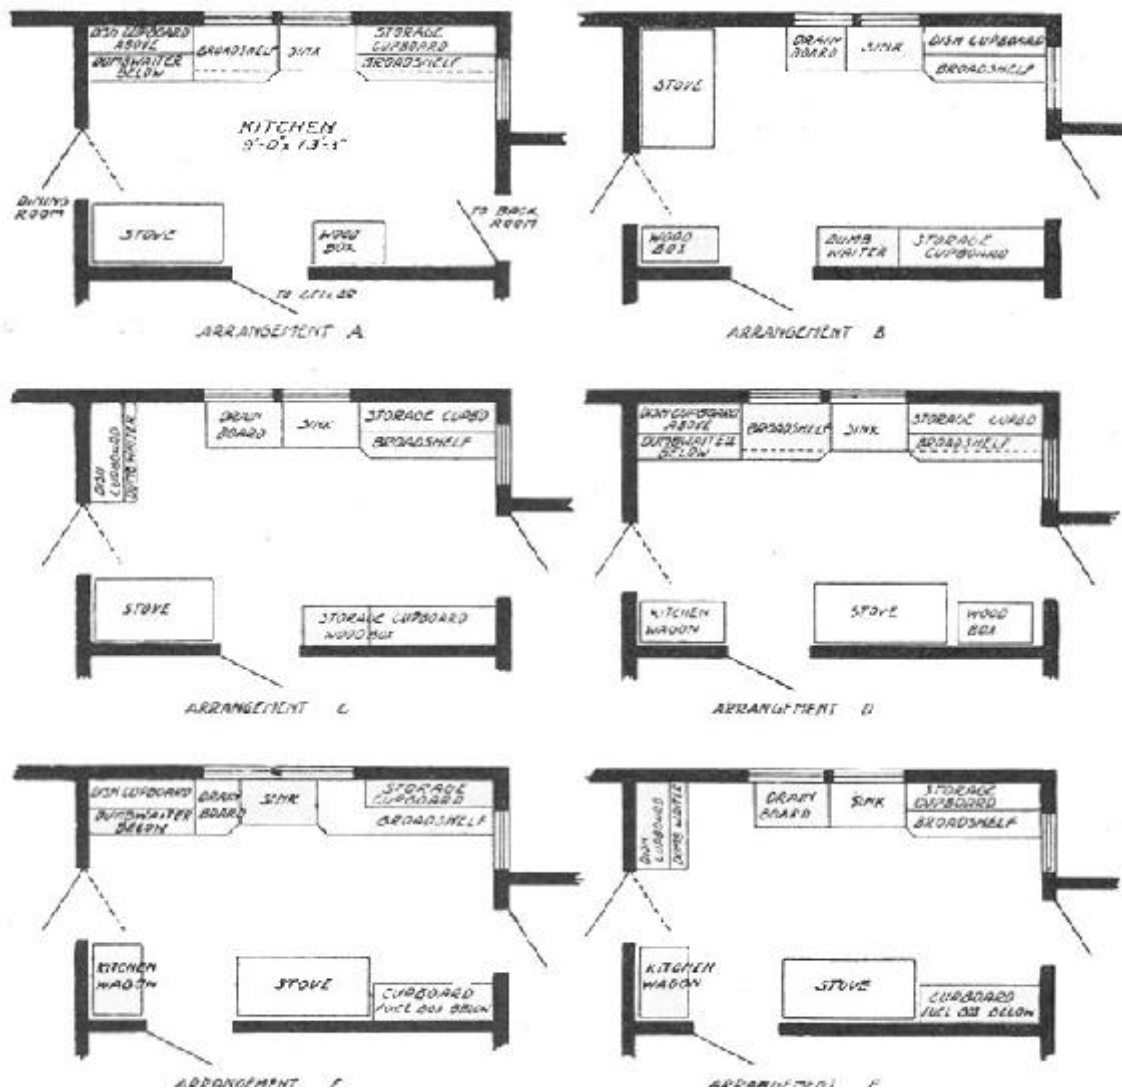 DISH CUPBOARD
ABOVE
DUMBWAITER
BELOW
BROADSHELF
SINK
STORAGE
CUPBOARD
BROADSHELF
KITCHEN
DINING
ROOM
TO BACK
ROOM
STOVE
WOOD
BOX
TO CELLAR
ARRANGEMENT A
STOVE
DRAIN
BOARD
SINK
DISH CUPBOARD
BROADSHELF
WOOD
BOX
DUMB
WAITER
STORAGE
CUPBOARD
ARRANGEMENT B
DISH
CUPBOARD
DUMBWAITER
DRAIN
BOARD
SINK
STORAGE CUPBD
BROADSHELF
STOVE
STORAGE CUPBOARD
WOOD BOX
ARRANGEMENT C
DISH CUPBOARD
ABOVE
DUMBWAITER
BELOW
BROADSHELF
SINK
STORAGE CUPBD
BROADSHELF
KITCHEN
WAGON
STOVE
WOOD
BOX
ARRANGEMENT D
DISH CUPBOARD
DUMBWAITER
BELOW
DRAIN
BOARD
SINK
STORAGE
CUPBOARD
BROADSHELF
KITCHEN
WAGON
STOVE
CUPBOARD
FUEL BOX BELOW
ARRANGEMENT
DISH
CUPBOARD
DUMB WAITER
DRAIN
BOARD
SINK
STORAGE
CUPBOARD
BROADSHELF
KITCHEN
WAGON
STOVE
CUPBOARD
FUEL BOX BELOW
ARRANGEMENT